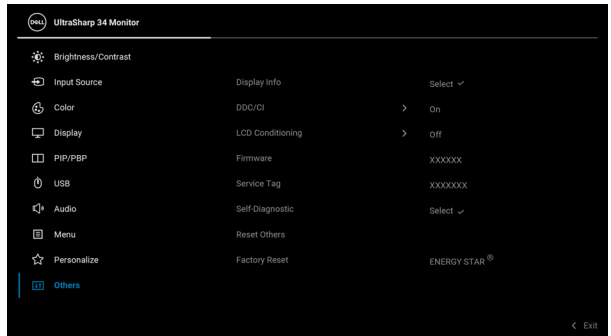 DELL UltraSharp 34 Monitor
Brightness/Contrast
Input Source Display Info Select ✓
Color DDC/CI > On
Display LCD Conditioning > Off
PIP/PBP Firmware XXXXXX
USB Service Tag XXXXXXX
Audio Self-Diagnostic Select ✓
Menu Reset Others
Personalize Factory Reset ENERGY STAR ®
Others
< Exit